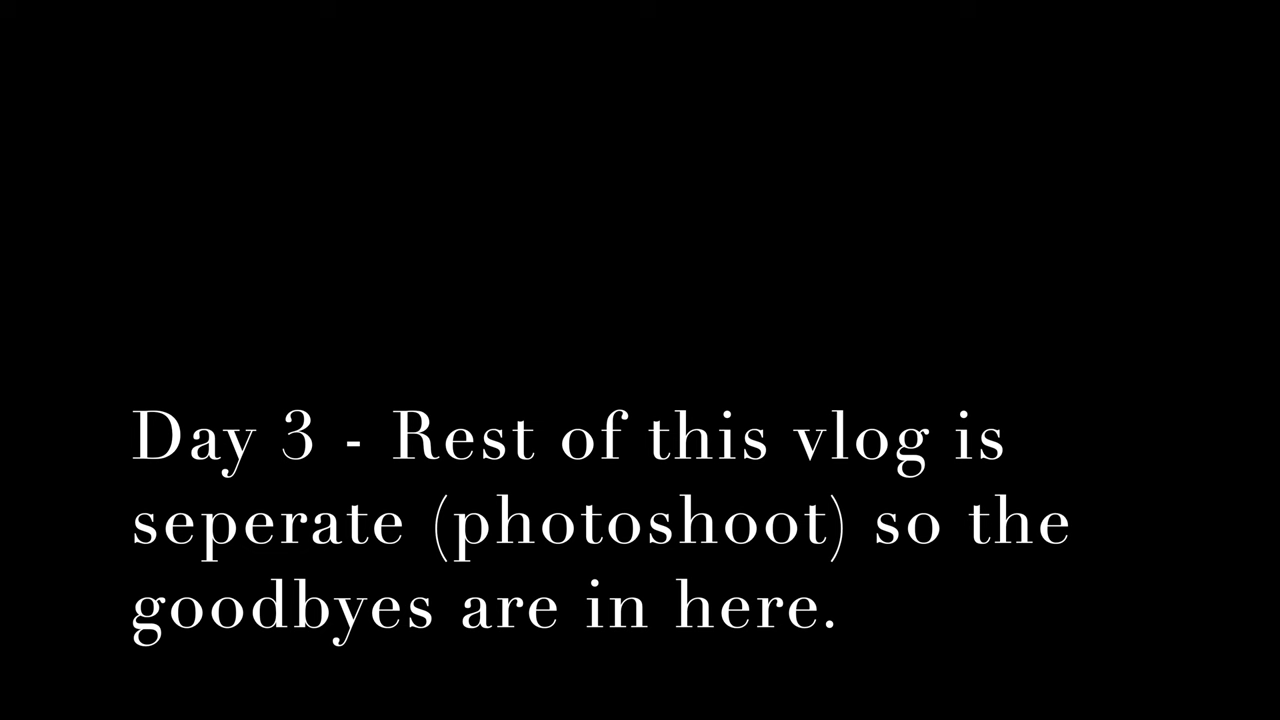 Day 3 - Rest of this vlog is
seperate (photoshoot) so the
goodbyes are in here.